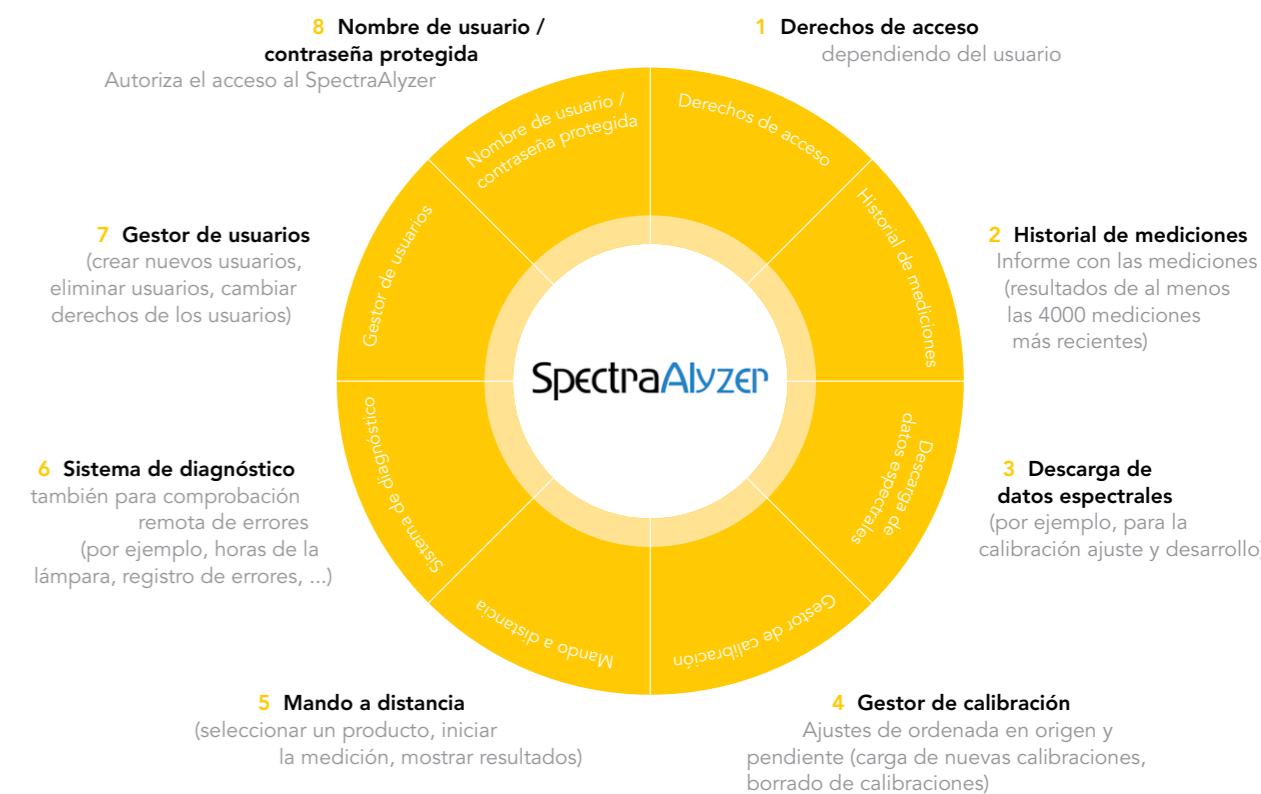 8 Nombre de usuario /
contraseña protegida
Autoriza el acceso al SpectraAlyzer
1 Derechos de acceso
dependiendo del usuario
2 Historial de mediciones
Informe con las mediciones
(resultados de al menos
las 4000 mediciones
más recientes)
3 Descarga de
datos espectrales
(por ejemplo, para la
calibración ajuste y desarrollo)
4 Gestor de calibración
Ajustes de ordenada en origen y
pendiente (carga de nuevas calibraciones,
borrado de calibraciones)
5 Mando a distancia
(seleccionar un producto, iniciar
la medición, mostrar resultados)
6 Sistema de diagnóstico
también para comprobación
remota de errores
(por ejemplo, horas de la
lámpara, registro de errores, ...)
7 Gestor de usuarios
(crear nuevos usuarios,
eliminar usuarios, cambiar
derechos de los usuarios)
Nombre de usuario /
contraseña protegida
Derechos de acceso
Historial de mediciones
Descarga de
datos espectrales
Gestor de calibración
Mando a distancia
Sistema de diagnóstico
Gestor de usuarios
SpectraAlyzer